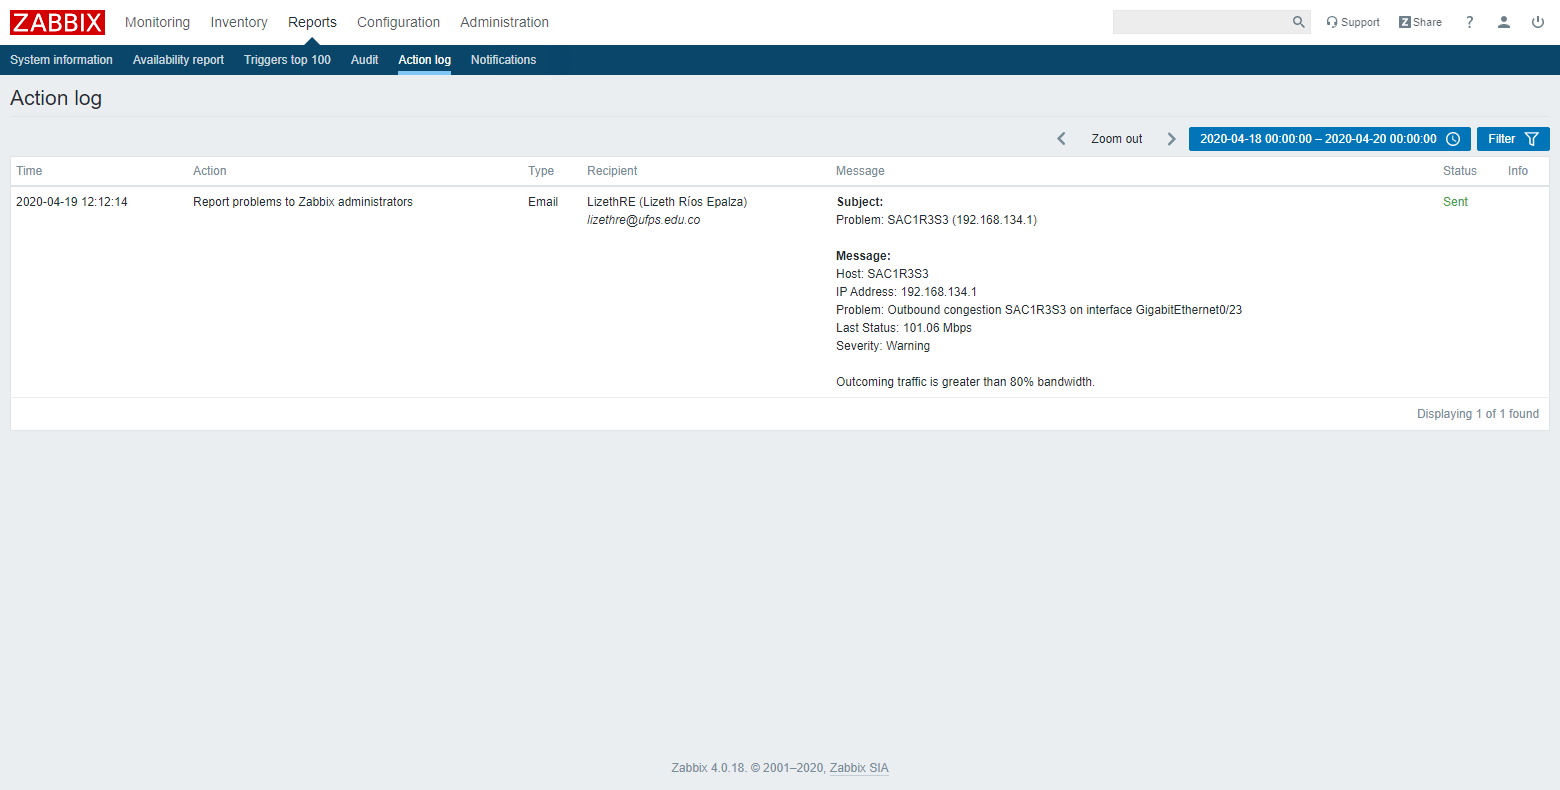 ZABBIX Monitoring Inventory Reports Configuration Administration Support Z Share ?
System information Availability report Triggers top 100 Audit Action log Notifications
Action log
Zoom out 2020-04-18 00:00:00 – 2020-04-20 00:00:00 Filter
Time Action Type Recipient Message Status Info
2020-04-19 12:12:14 Report problems to Zabbix administrators Email LizethRE (Lizeth Ríos Epalza) Subject: Sent
lizethre@ufps.edu.co Problem: SAC1R3S3 (192.168.134.1)
Message:
Host: SAC1R3S3
IP Address: 192.168.134.1
Problem: Outbound congestion SAC1R3S3 on interface GigabitEthernet0/23
Last Status: 101.06 Mbps
Severity: Warning
Outcoming traffic is greater than 80% bandwidth.
Displaying 1 of 1 found
Zabbix 4.0.18. © 2001–2020, Zabbix SIA